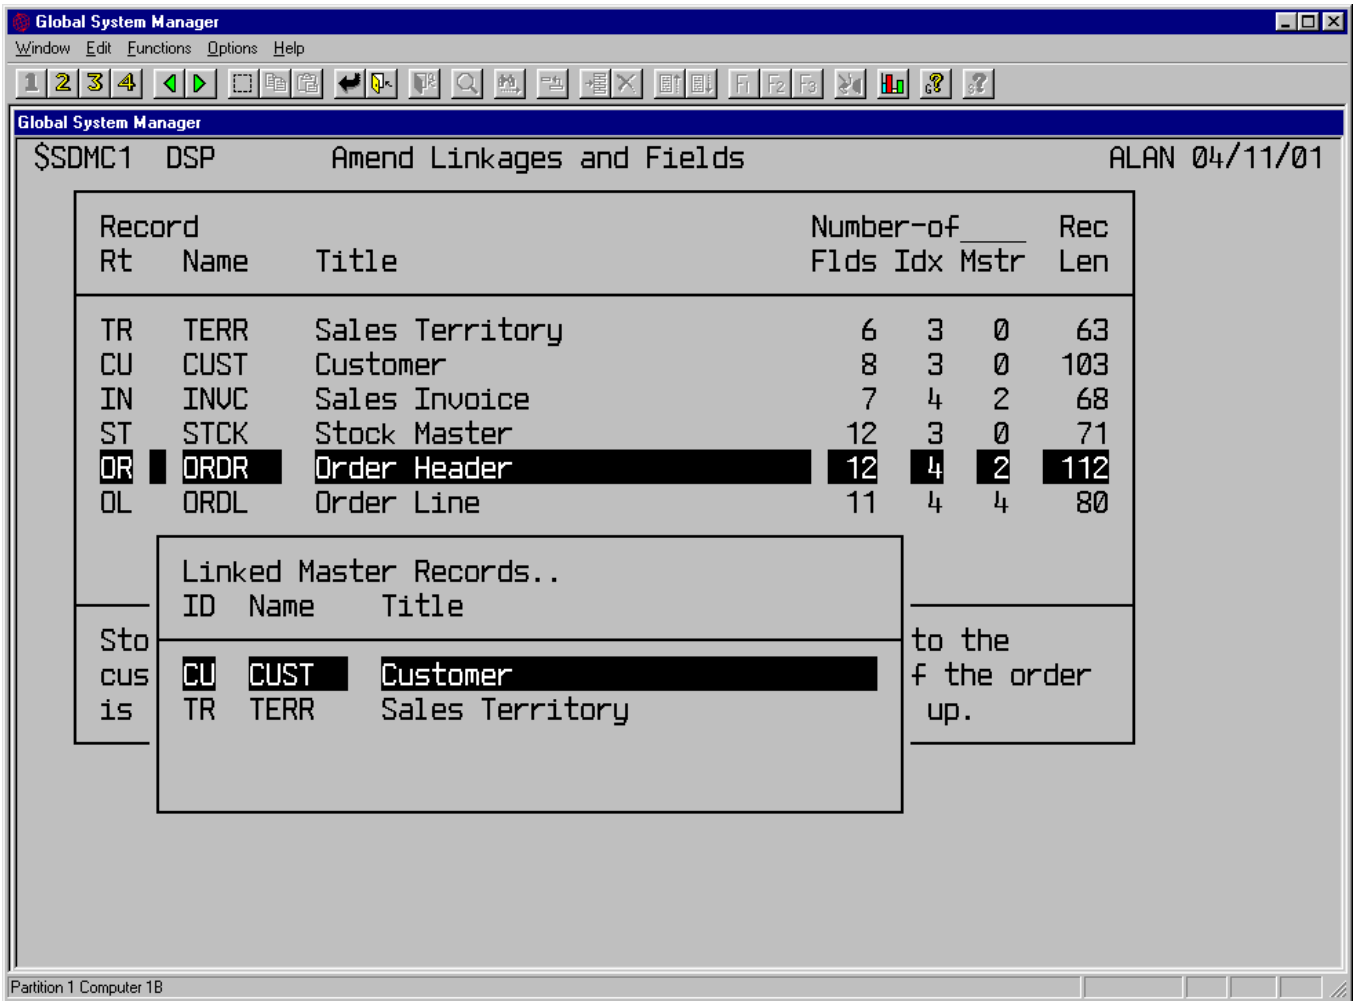 Global System Manager
Window Edit Functions Options Help
1 2 3 4 F1 F2 F3 G? S?
Global System Manager
$SDMC1 DSP Amend Linkages and Fields ALAN 04/11/01
Record Number-of____ Rec
Rt Name Title Flds Idx Mstr Len
TR TERR Sales Territory 6 3 0 63
CU CUST Customer 8 3 0 103
IN INVC Sales Invoice 7 4 2 68
ST STCK Stock Master 12 3 0 71
OR ORDR Order Header 12 4 2 112
OL ORDL Order Line 11 4 4 80
Linked Master Records..
ID Name Title
Sto to the
cus CU CUST Customer f the order
is TR TERR Sales Territory up.
Partition 1 Computer 1B